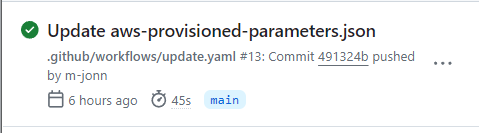 Update aws-provisioned-parameters.json
.github/workflows/update.yaml #13: Commit 491324b pushed
by m-jonn
6 hours ago 45s main